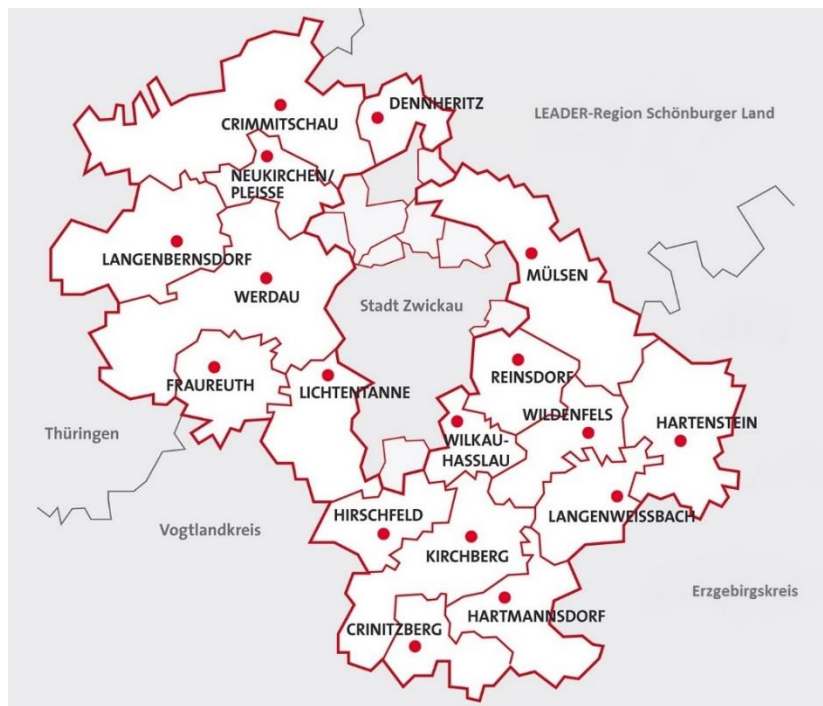 DENNHERITZ
LEADER-Region Schönburger Land
CRIMMITSCHAU
NEUKIRCHEN/
PLEISSE
LANGENBERNSDORF
MÜLSEN
WERDAU
Stadt Zwickau
REINSDORF
FRAUREUTH
LICHTENTANNE
WILDENFELS
HARTENSTEIN
Thüringen
WILKAU-
HASSLAU
HIRSCHFELD
LANGENWEISSBACH
Vogtlandkreis
KIRCHBERG
Erzgebirgskreis
HARTMANNSDORF
CRINITZBERG